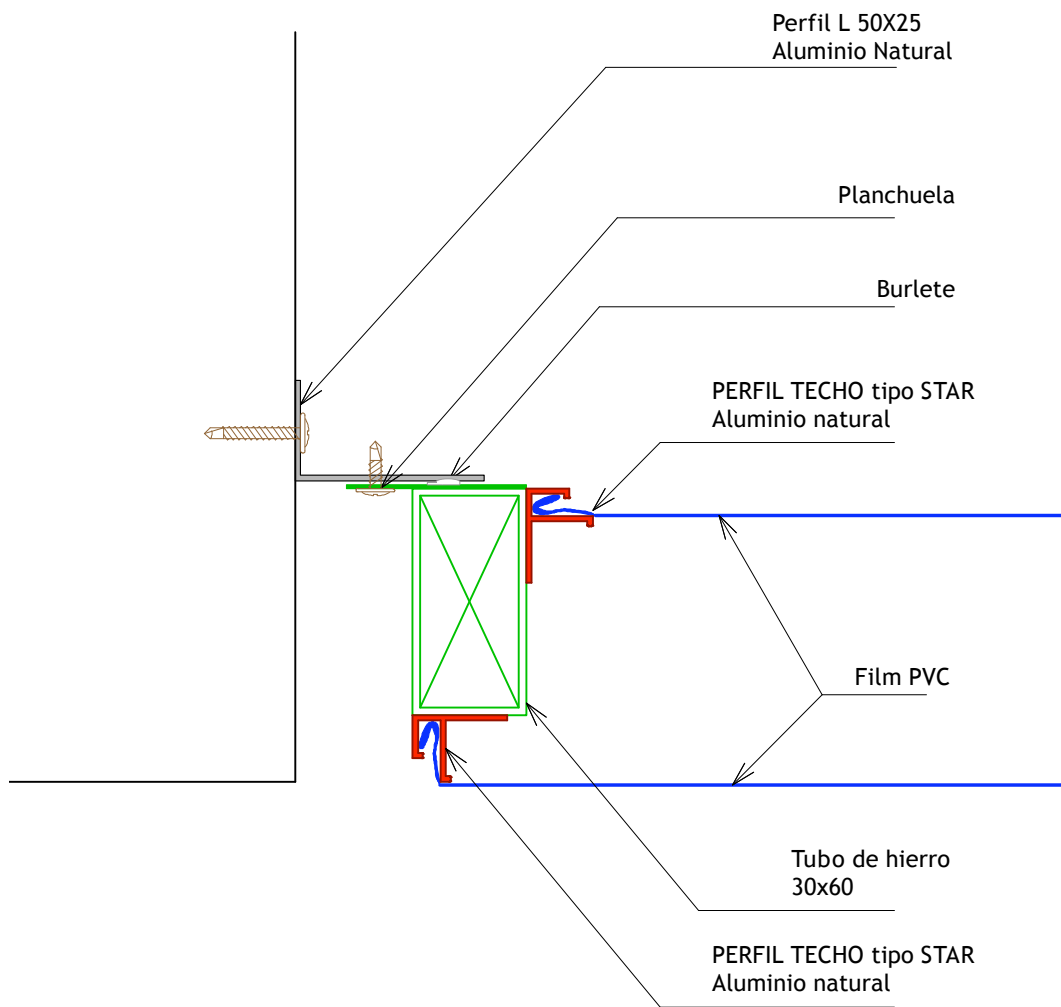 Perfil L 50X25
Aluminio Natural
Planchuela
Burlete
PERFIL TECHO tipo STAR
Aluminio natural
Film PVC
Tubo de hierro
30x60
PERFIL TECHO tipo STAR
Aluminio natural